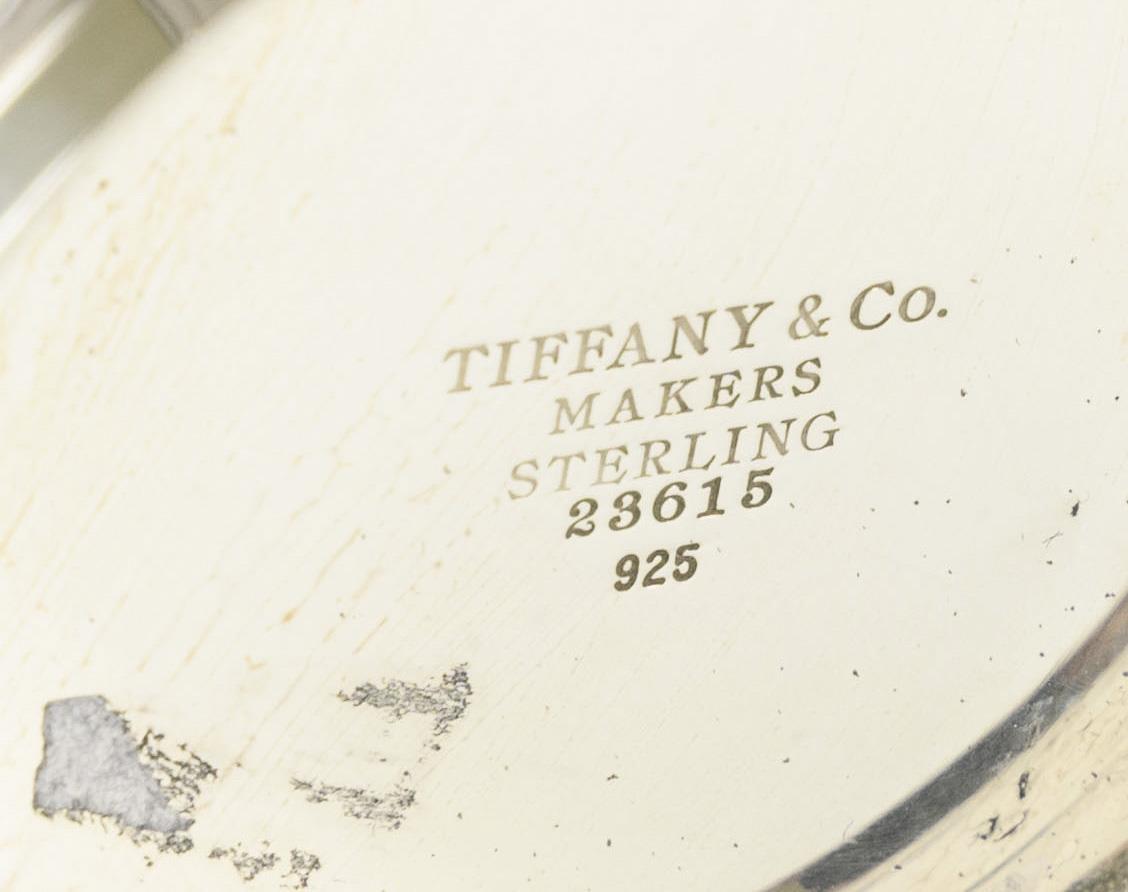 TIFFANY & Co.
MAKERS
STERLING
23615
925